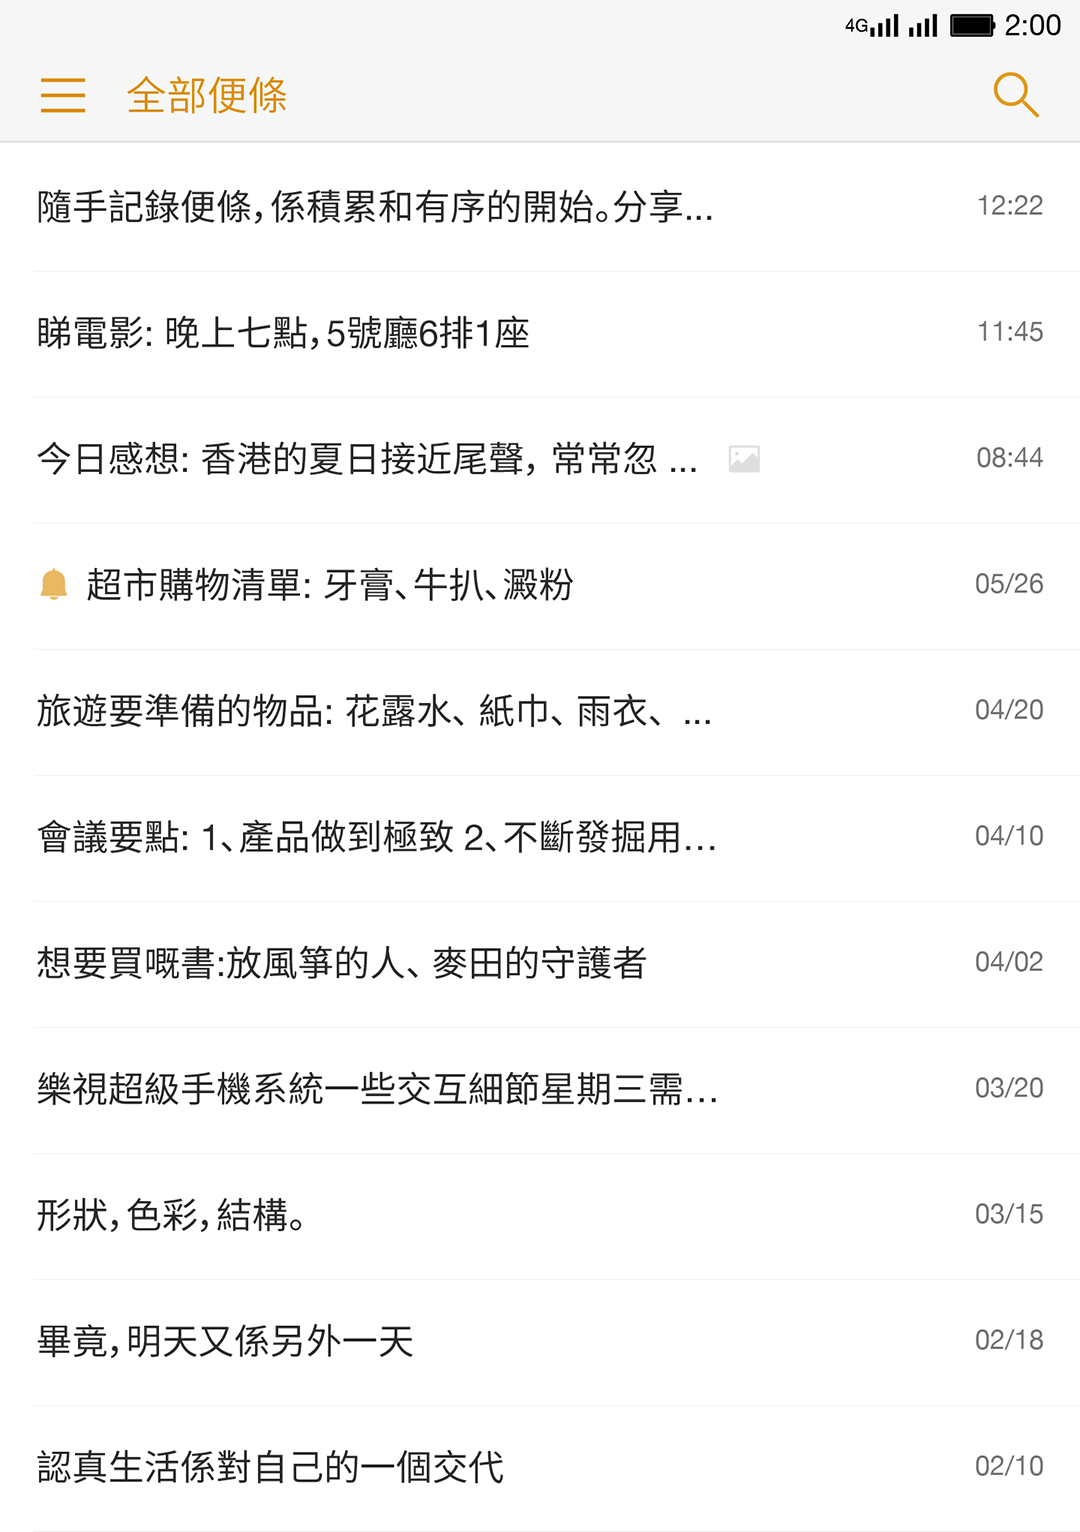 4G 2:00
全部便條
隨手記錄便條，係積累和有序的開始。分享... 12:22
睇電影: 晚上七點，5號廳6排1座 11:45
今日感想: 香港的夏日接近尾聲，常常忽 ... 08:44
超市購物清單: 牙膏、牛扒、澱粉 05/26
旅遊要準備的物品: 花露水、紙巾、雨衣、 ... 04/20
會議要點: 1、產品做到極致 2、不斷發掘用... 04/10
想要買嘅書:放風箏的人、麥田的守護者 04/02
樂視超級手機系統一些交互細節星期三需... 03/20
形狀，色彩，結構。 03/15
畢竟，明天又係另外一天 02/18
認真生活係對自己的一個交代 02/10